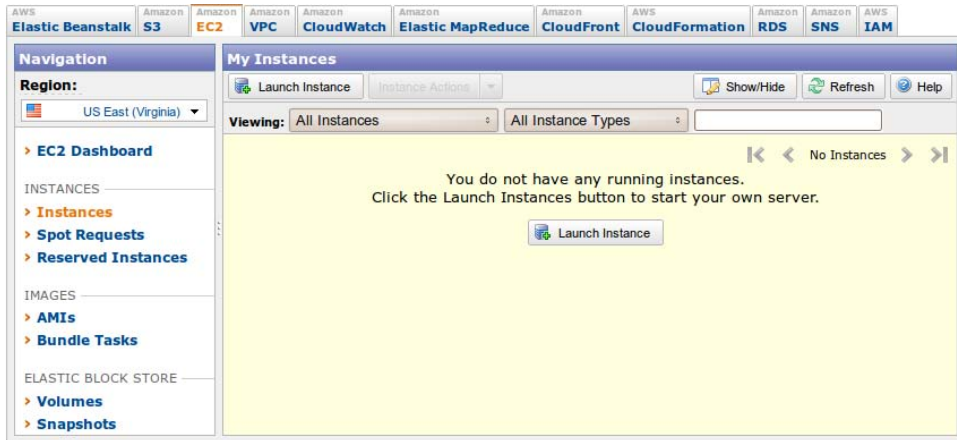 AWS Amazon Amazon Amazon Amazon Amazon Amazon AWS Amazon Amazon AWS
Elastic Beanstalk S3 EC2 VPC CloudWatch Elastic MapReduce CloudFront CloudFormation RDS SNS IAM
Navigation
Region:
US East (Virginia)
> EC2 Dashboard
INSTANCES
> Instances
> Spot Requests
> Reserved Instances
IMAGES
> AMIs
> Bundle Tasks
ELASTIC BLOCK STORE
> Volumes
> Snapshots
My Instances
Launch Instance Instance Actions Show/Hide Refresh Help
Viewing: All Instances All Instance Types
No Instances
You do not have any running instances.
Click the Launch Instances button to start your own server.
Launch Instance